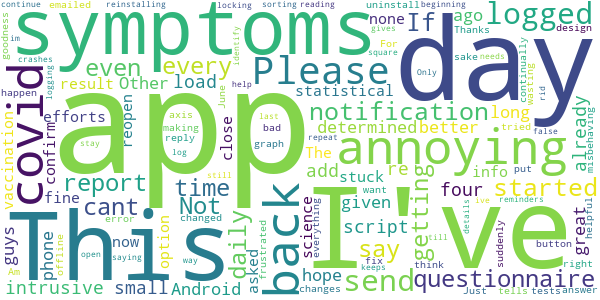 continue
emailed
reinstalling
locking
sorting
reading
beginning
goodness
im
crashes
logging
symptoms
none
uninstall
ago
logged
Thanks
design
If
day
covid
even
every
Please
For
square
gives
identify
Only
please
needs
continually
wasting
sake
rid
happen
result
Other
load
statistical
app
notification
long
already
misbehaving
vaccination
confirm
efforts
reopen
June
close
axis
making
reply
log
stay
last
bad
graph
help
determined
better
tried
false
repeat
annoying
The
report
cant
This
I've
back
add
re
stuck
info
put
four
started
fine
time
Not
daily
given
script
say
getting
want
details
ive
reminders
till
great
helpful
guys
phone
error
offline
now
option
changed
still
frustrated
science
everything
asked
fix
keeps
send
questionnaire
think
suddenly
button
right
Am
open
saying
way
intrusive
small
Android
hope
changes
Just
tells
tests
answer